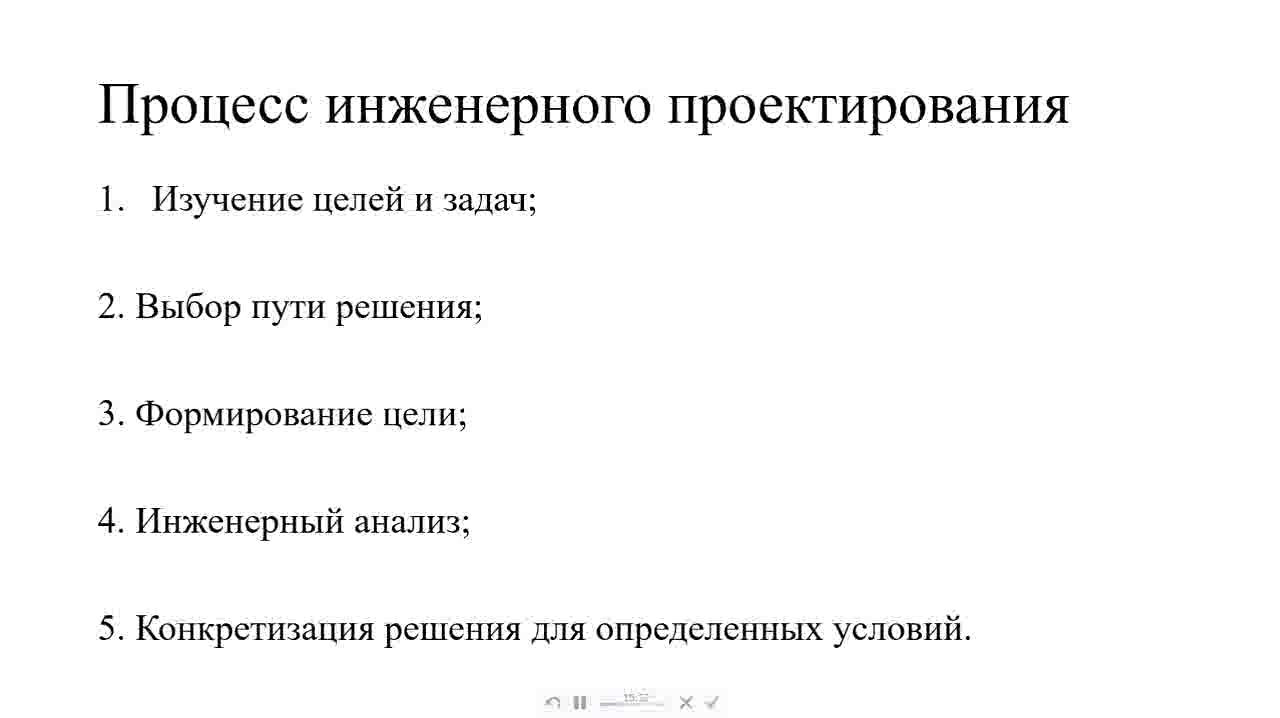 Процесс инженерного проектирования
1. Изучение целей и задач;
2. Выбор пути решения;
3. Формирование цели;
4. Инженерный анализ;
5. Конкретизация решения для определенных условий.